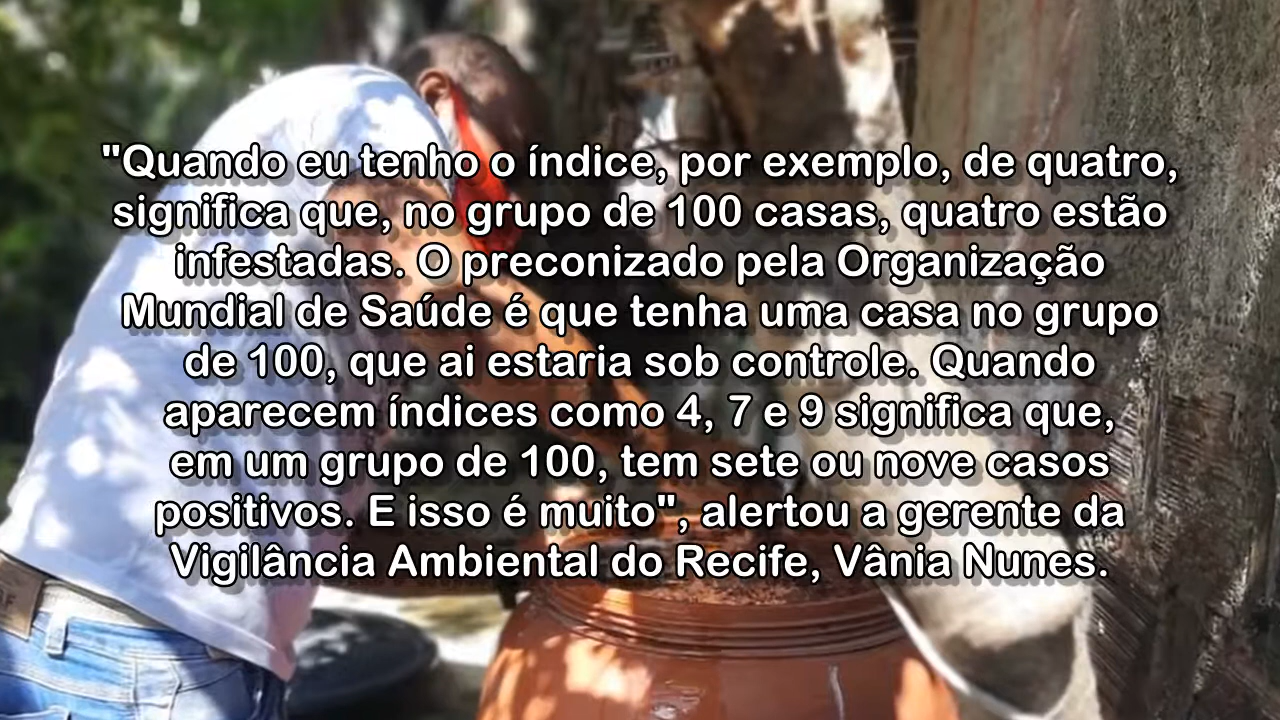 "Quando eu tenho o índice, por exemplo, de quatro,
significa que, no grupo de 100 casas, quatro estão
infestadas. O preconizado pela Organização
Mundial de Saúde é que tenha uma casa no grupo
de 100, que ai estaria sob controle. Quando
aparecem índices como 4, 7 e 9 significa que,
em um grupo de 100, tem sete ou nove casos
positivos. E isso é muito", alertou a gerente da
Vigilância Ambiental do Recife, Vânia Nunes.